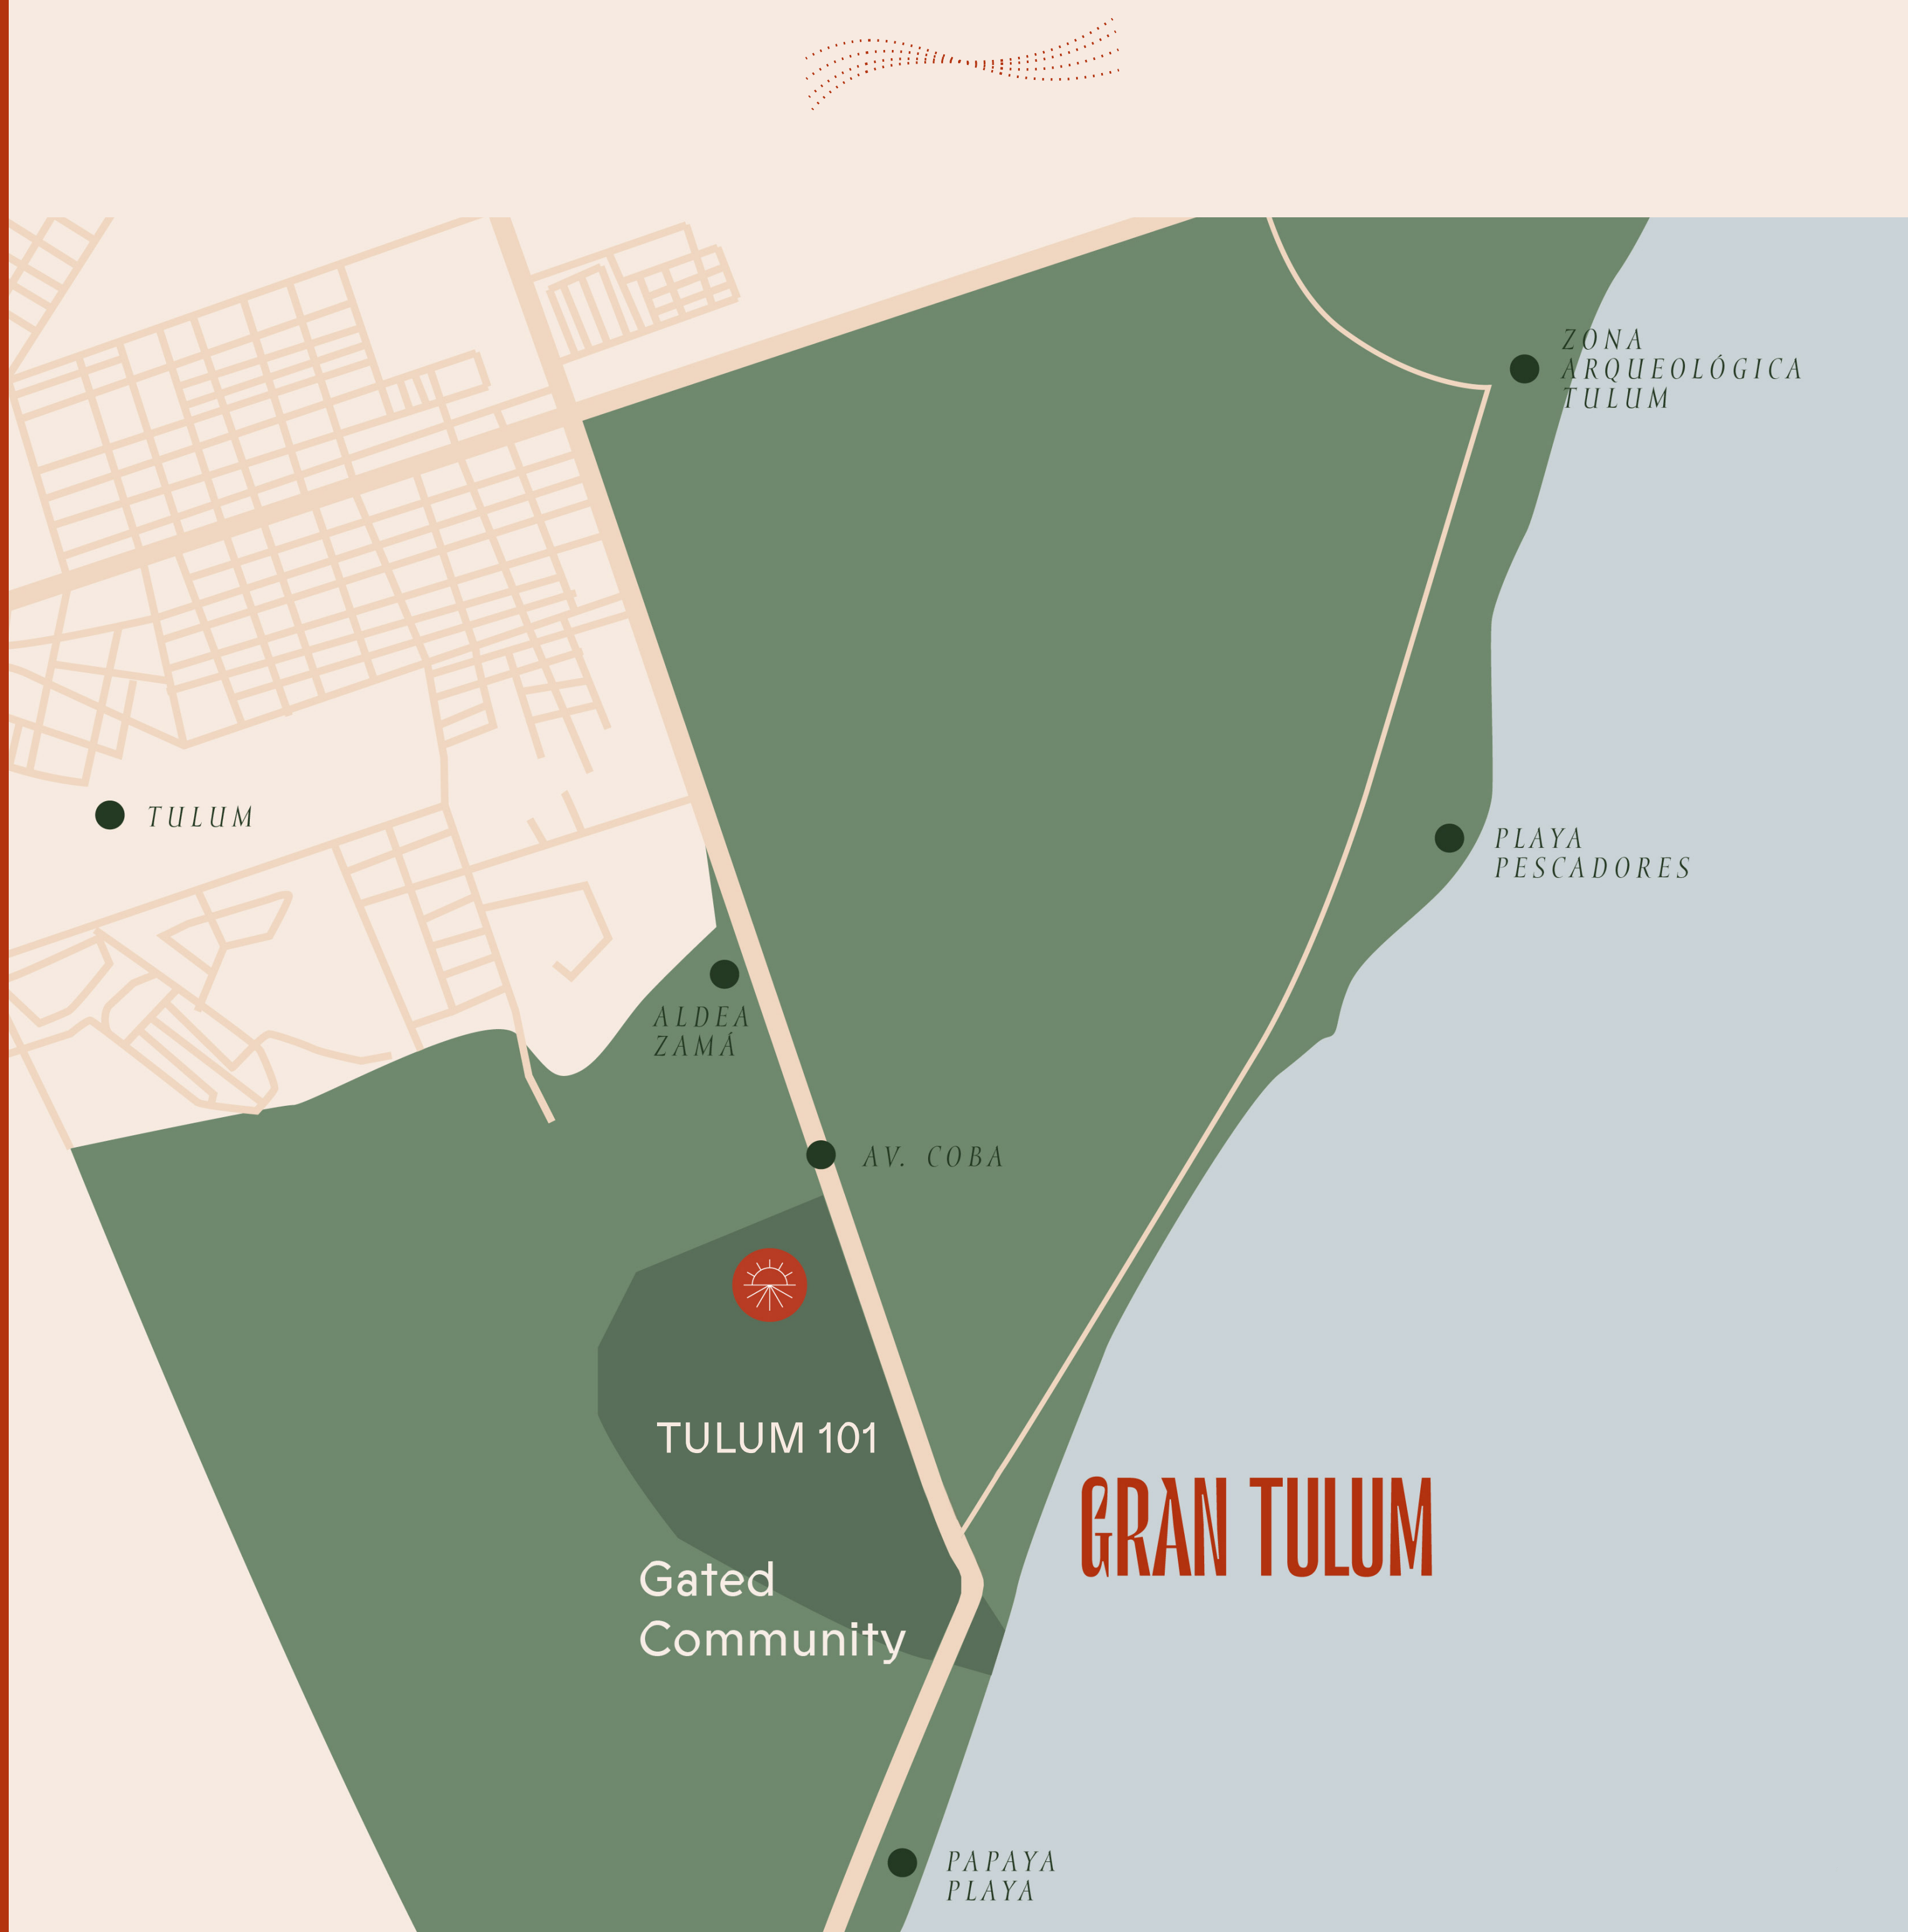 ZONA
ARQUEOLÓGICA
TULUM
TULUM
PLAYA
PESCADORES
ALDEA
ZAMÁ
AV. COBA
TULUM 101
GRAN TULUM
Gated
Community
PAPAYA
PLAYA